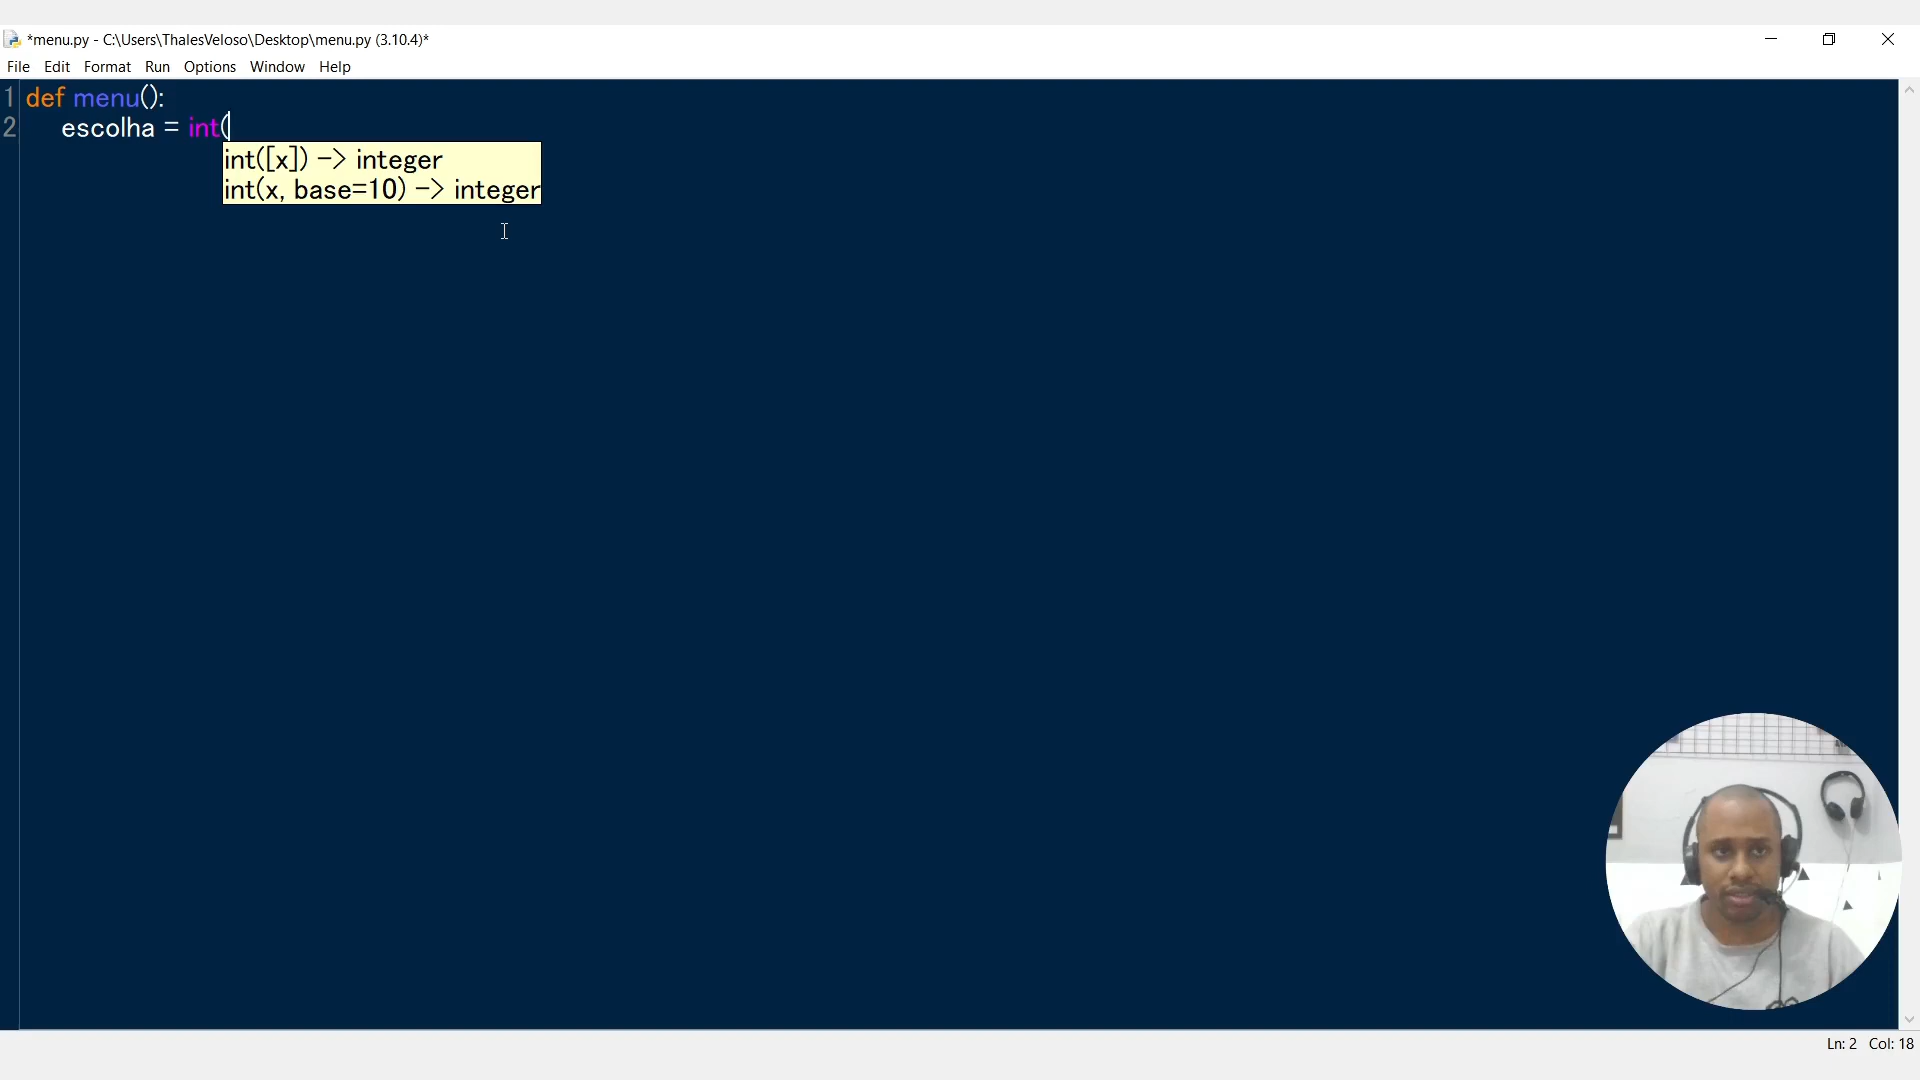 *menu.py - C:\Users\ThalesVeloso\Desktop\menu.py (3.10.4)*
File Edit Format Run Options Window Help
1 def menu():
2 escolha = int(
int([x]) -> integer
int(x, base=10) -> integer
Ln: 2 Col: 18